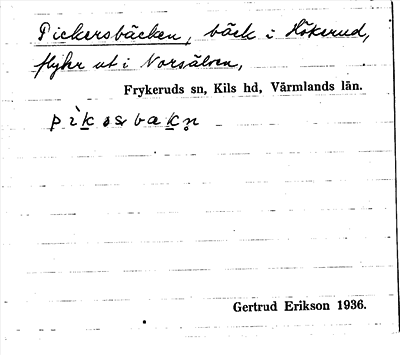 Pickersbäcken, bäck i Hökerud,
flyter ut i Norsälven,
Frykeruds sn, Kils hd, Värmlands län.
Gertrud Erikson 1936.